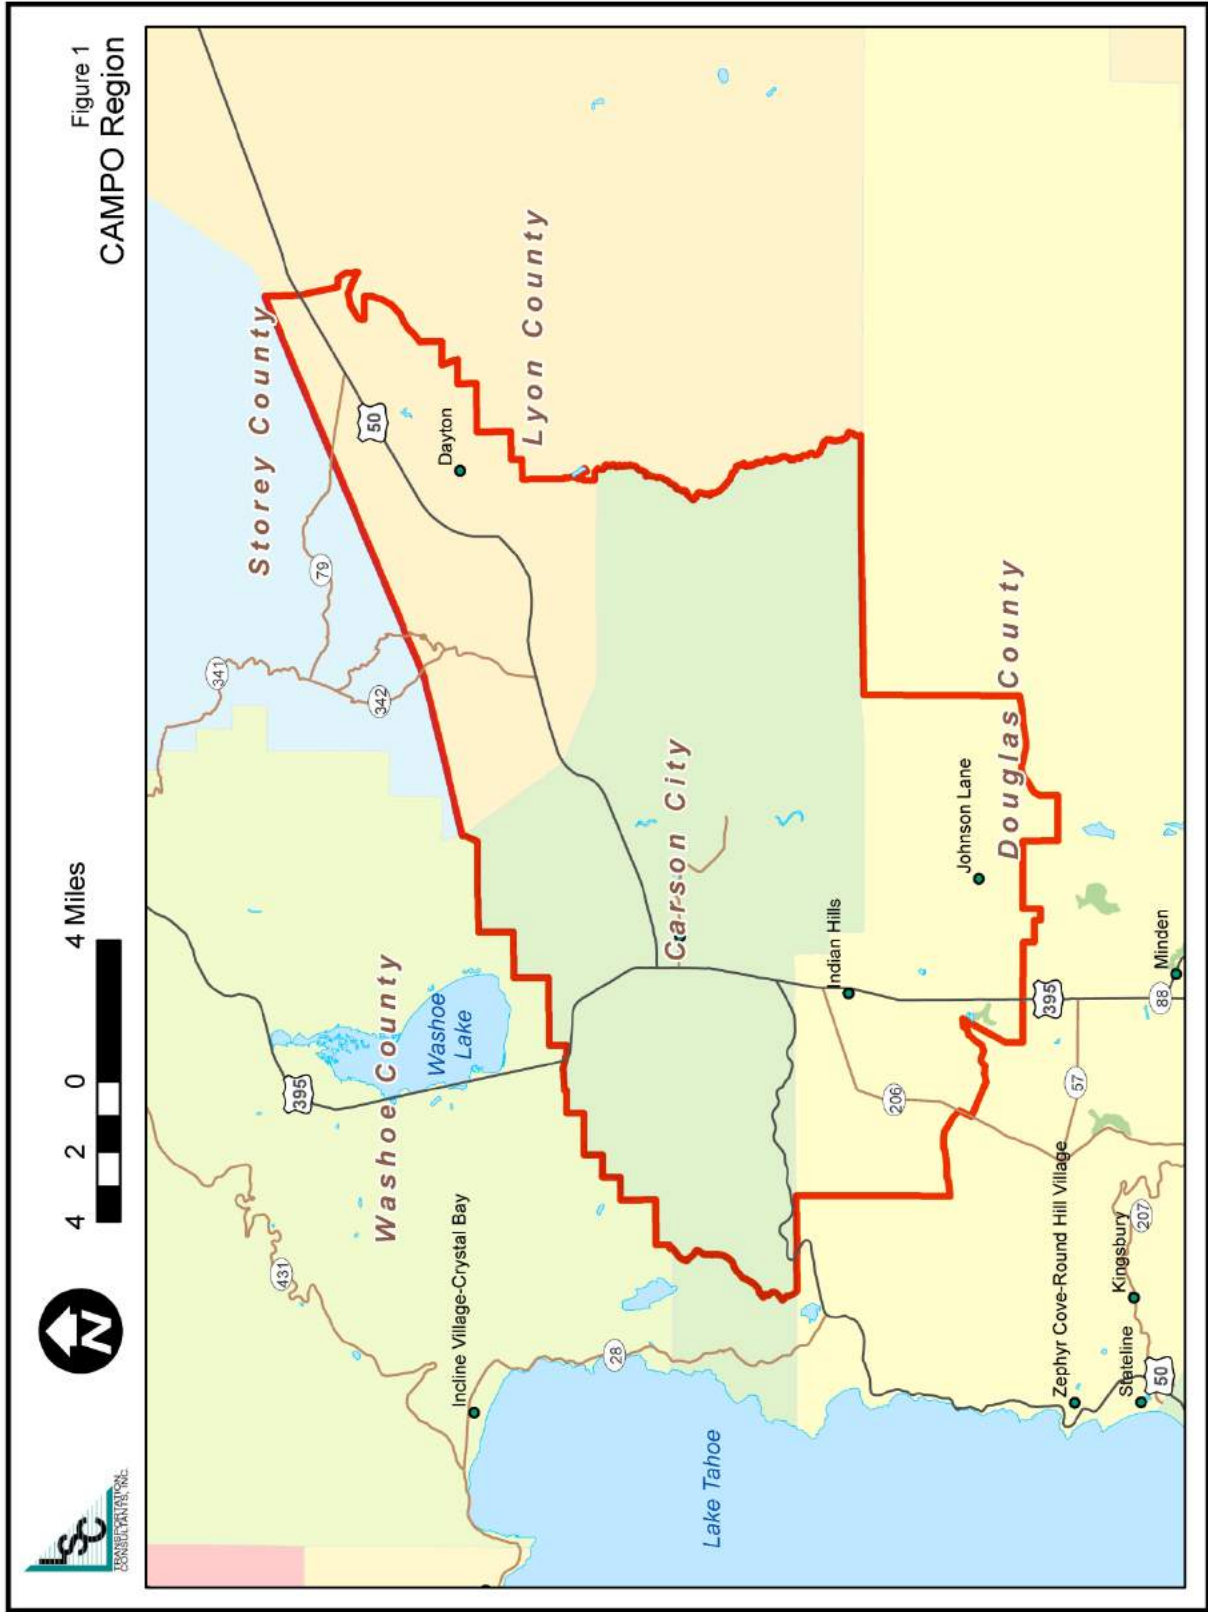 LSC
TRANSPORTATION
CONSULTANTS, INC.
N
4 2 0 4 Miles
Figure 1
CAMPO Region
431
395
341
Storey County
79
342
50
Washoe County
Washoe
Lake
Dayton
Incline Village-Crystal Bay
Lyon County
28
Carson City
Lake Tahoe
Indian Hills
206
Johnson Lane
Douglas County
395
57
Zephyr Cove-Round Hill Village
Kingsbury
207
Stateline
50
88
Minden